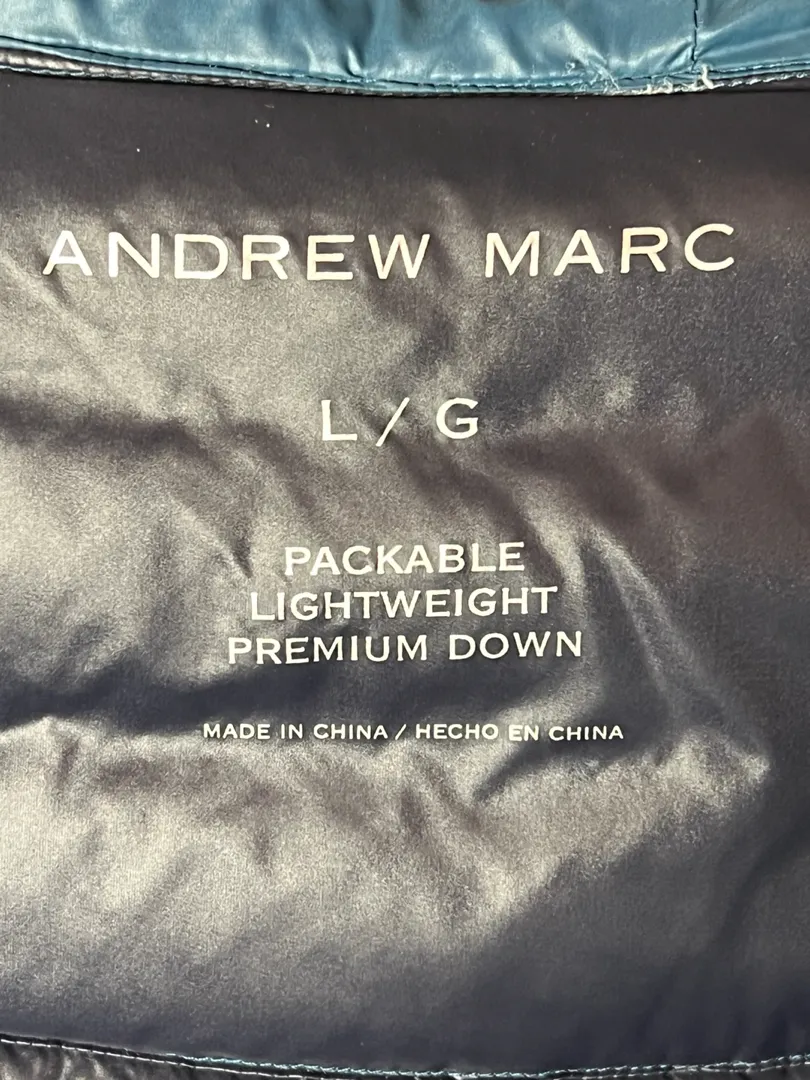 ANDREW MARC
L / G
PACKABLE
LIGHTWEIGHT
PREMIUM DOWN
MADE IN CHINA / HECHO EN CHINA